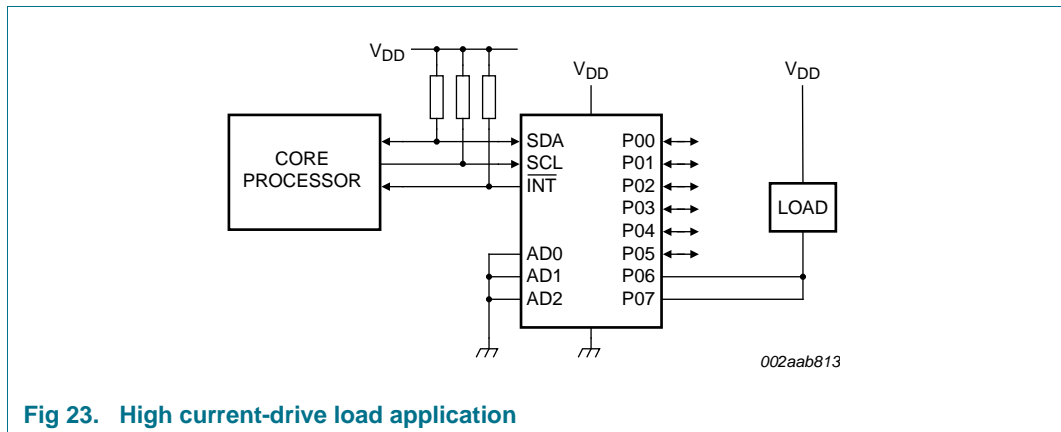 VDD
VDD
VDD
CORE
PROCESSOR
SDA
SCL
INT
AD0
AD1
AD2
P00
P01
P02
P03
P04
P05
P06
P07
LOAD
002aab813
Fig 23. High current-drive load application